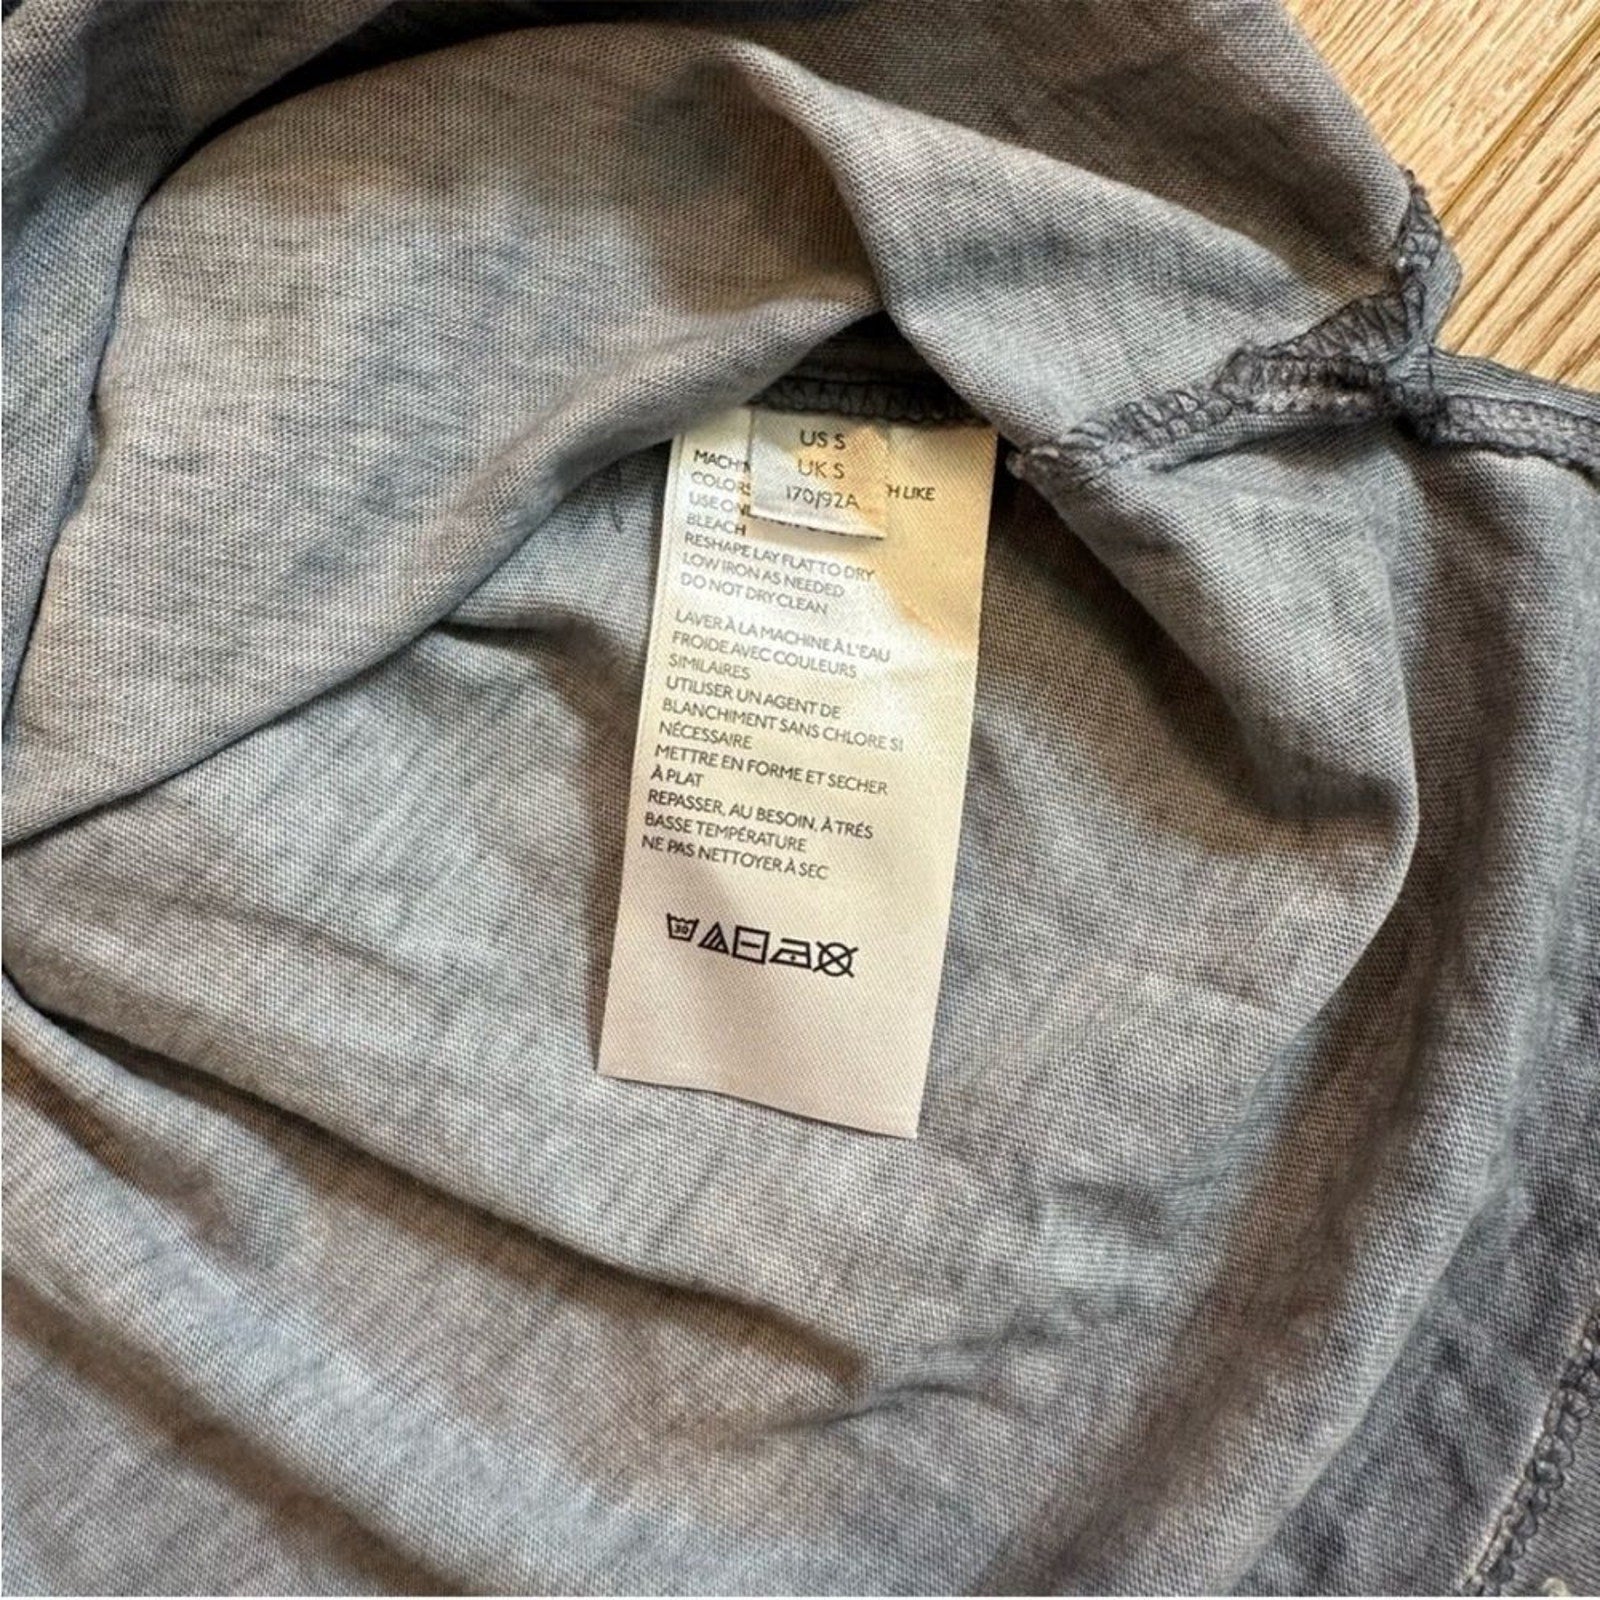 US S
UK S
170/92A
H LIKE
COLORS
USE ONL
BLEACH
RESHAPE LAY FLAT TO DRY
LOW IRON AS NEEDED
DO NOT DRY CLEAN
LAVER À LA MACHINE À L'EAU
FROIDE AVEC COULEURS
SIMILAIRES
UTILISER UN AGENT DE
BLANCHIMENT SANS CHLORE SI
NÉCESSAIRE
METTRE EN FORME ET SECHER
À PLAT
REPASSER, AU BESOIN, À TRÉS
BASSE TEMPÉRATURE
NE PAS NETTOYER À SEC
30